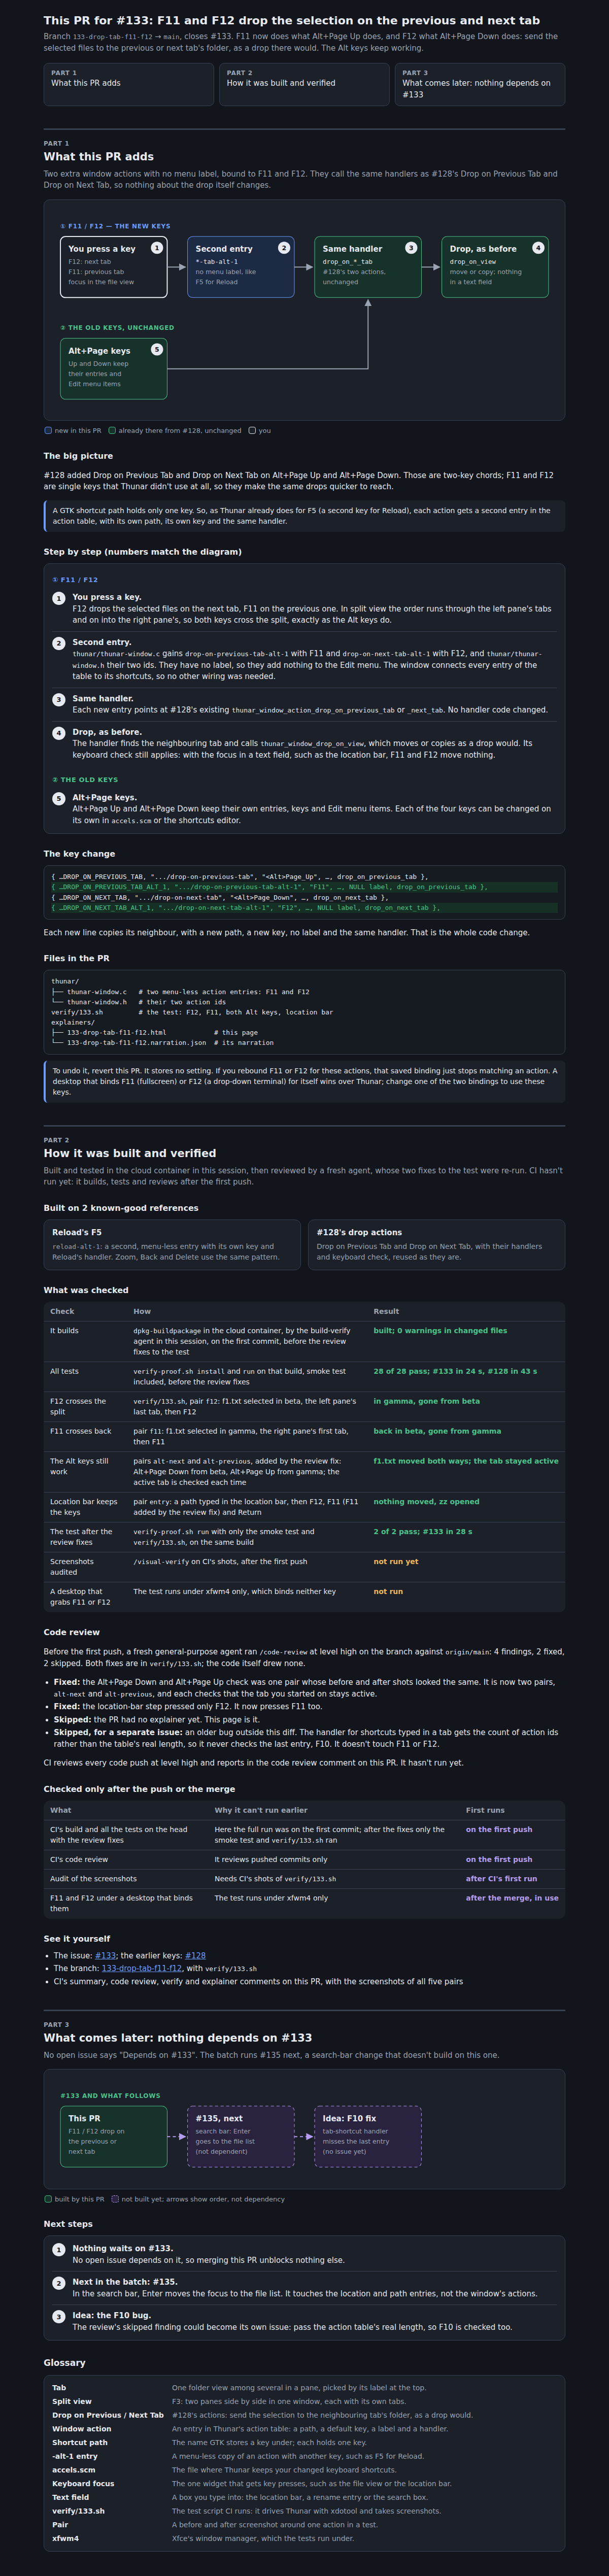 This PR for #133: F11 and F12 drop the selection on the previous and next tab
Branch 133-drop-tab-f11-f12 → main, closes #133. F11 now does what Alt+Page Up does, and F12 what Alt+Page Down does: send the
selected files to the previous or next tab's folder, as a drop there would. The Alt keys keep working.
PART 1
What this PR adds
PART 2
How it was built and verified
PART 3
What comes later: nothing depends on
#133
PART 1
What this PR adds
Two extra window actions with no menu label, bound to F11 and F12. They call the same handlers as #128's Drop on Previous Tab and
Drop on Next Tab, so nothing about the drop itself changes.
① F11 / F12 — THE NEW KEYS
You press a key
1
F12: next tab
F11: previous tab
focus in the file view
Second entry
2
*-tab-alt-1
no menu label, like
F5 for Reload
Same handler
3
drop_on_*_tab
#128's two actions,
unchanged
Drop, as before
4
drop_on_view
move or copy; nothing
in a text field
② THE OLD KEYS, UNCHANGED
Alt+Page keys
5
Up and Down keep
their entries and
Edit menu items
new in this PR
already there from #128, unchanged
you
The big picture
#128 added Drop on Previous Tab and Drop on Next Tab on Alt+Page Up and Alt+Page Down. Those are two-key chords; F11 and F12
are single keys that Thunar didn't use at all, so they make the same drops quicker to reach.
A GTK shortcut path holds only one key. So, as Thunar already does for F5 (a second key for Reload), each action gets a second entry in the
action table, with its own path, its own key and the same handler.
Step by step (numbers match the diagram)
① F11 / F12
1
You press a key.
F12 drops the selected files on the next tab, F11 on the previous one. In split view the order runs through the left pane's tabs
and on into the right pane's, so both keys cross the split, exactly as the Alt keys do.
2
Second entry.
thunar/thunar-window.c gains drop-on-previous-tab-alt-1 with F11 and drop-on-next-tab-alt-1 with F12, and thunar/thunar-
window.h their two ids. They have no label, so they add nothing to the Edit menu. The window connects every entry of the
table to its shortcuts, so no other wiring was needed.
3
Same handler.
Each new entry points at #128's existing thunar_window_action_drop_on_previous_tab or _next_tab. No handler code changed.
4
Drop, as before.
The handler finds the neighbouring tab and calls thunar_window_drop_on_view, which moves or copies as a drop would. Its
keyboard check still applies: with the focus in a text field, such as the location bar, F11 and F12 move nothing.
② THE OLD KEYS
5
Alt+Page keys.
Alt+Page Up and Alt+Page Down keep their own entries, keys and Edit menu items. Each of the four keys can be changed on
its own in accels.scm or the shortcuts editor.
The key change
{ …DROP_ON_PREVIOUS_TAB, ".../drop-on-previous-tab", "<Alt>Page_Up", …, drop_on_previous_tab },
{ …DROP_ON_PREVIOUS_TAB_ALT_1, ".../drop-on-previous-tab-alt-1", "F11", …, NULL label, drop_on_previous_tab },
{ …DROP_ON_NEXT_TAB, ".../drop-on-next-tab", "<Alt>Page_Down", …, drop_on_next_tab },
{ …DROP_ON_NEXT_TAB_ALT_1, ".../drop-on-next-tab-alt-1", "F12", …, NULL label, drop_on_next_tab },
Each new line copies its neighbour, with a new path, a new key, no label and the same handler. That is the whole code change.
Files in the PR
thunar/
├── thunar-window.c # two menu-less action entries: F11 and F12
└── thunar-window.h # their two action ids
verify/133.sh # the test: F12, F11, both Alt keys, location bar
explainers/
├── 133-drop-tab-f11-f12.html # this page
└── 133-drop-tab-f11-f12.narration.json # its narration
To undo it, revert this PR. It stores no setting. If you rebound F11 or F12 for these actions, that saved binding just stops matching an action. A
desktop that binds F11 (fullscreen) or F12 (a drop-down terminal) for itself wins over Thunar; change one of the two bindings to use these
keys.
PART 2
How it was built and verified
Built and tested in the cloud container in this session, then reviewed by a fresh agent, whose two fixes to the test were re-run. CI hasn't
run yet: it builds, tests and reviews after the first push.
Built on 2 known-good references
Reload's F5
reload-alt-1: a second, menu-less entry with its own key and
Reload's handler. Zoom, Back and Delete use the same pattern.
#128's drop actions
Drop on Previous Tab and Drop on Next Tab, with their handlers
and keyboard check, reused as they are.
What was checked
Check How Result
It builds
dpkg-buildpackage in the cloud container, by the build-verify
agent in this session, on the first commit, before the review
fixes to the test
built; 0 warnings in changed files
All tests
verify-proof.sh install and run on that build, smoke test
included, before the review fixes
28 of 28 pass; #133 in 24 s, #128 in 43 s
F12 crosses the
split
verify/133.sh, pair f12: f1.txt selected in beta, the left pane's
last tab, then F12
in gamma, gone from beta
F11 crosses back
pair f11: f1.txt selected in gamma, the right pane's first tab,
then F11
back in beta, gone from gamma
The Alt keys still
work
pairs alt-next and alt-previous, added by the review fix:
Alt+Page Down from beta, Alt+Page Up from gamma; the
active tab is checked each time
f1.txt moved both ways; the tab stayed active
Location bar keeps
the keys
pair entry: a path typed in the location bar, then F12, F11 (F11
added by the review fix) and Return
nothing moved, zz opened
The test after the
review fixes
verify-proof.sh run with only the smoke test and
verify/133.sh, on the same build
2 of 2 pass; #133 in 28 s
Screenshots
audited
/visual-verify on CI's shots, after the first push
not run yet
A desktop that
grabs F11 or F12
The test runs under xfwm4 only, which binds neither key
not run
Code review
Before the first push, a fresh general-purpose agent ran /code-review at level high on the branch against origin/main: 4 findings, 2 fixed,
2 skipped. Both fixes are in verify/133.sh; the code itself drew none.
• Fixed: the Alt+Page Down and Alt+Page Up check was one pair whose before and after shots looked the same. It is now two pairs,
alt-next and alt-previous, and each checks that the tab you started on stays active.
• Fixed: the location-bar step pressed only F12. It now presses F11 too.
• Skipped: the PR had no explainer yet. This page is it.
• Skipped, for a separate issue: an older bug outside this diff. The handler for shortcuts typed in a tab gets the count of action ids
rather than the table's real length, so it never checks the last entry, F10. It doesn't touch F11 or F12.
CI reviews every code push at level high and reports in the code review comment on this PR. It hasn't run yet.
Checked only after the push or the merge
What Why it can't run earlier First runs
CI's build and all the tests on the head
with the review fixes
Here the full run was on the first commit; after the fixes only the
smoke test and verify/133.sh ran
on the first push
CI's code review
It reviews pushed commits only
on the first push
Audit of the screenshots
Needs CI's shots of verify/133.sh
after CI's first run
F11 and F12 under a desktop that binds
them
The test runs under xfwm4 only
after the merge, in use
See it yourself
• The issue: #133; the earlier keys: #128
• The branch: 133-drop-tab-f11-f12, with verify/133.sh
• CI's summary, code review, verify and explainer comments on this PR, with the screenshots of all five pairs
PART 3
What comes later: nothing depends on #133
No open issue says "Depends on #133". The batch runs #135 next, a search-bar change that doesn't build on this one.
#133 AND WHAT FOLLOWS
This PR
F11 / F12 drop on
the previous or
next tab
#135, next
search bar: Enter
goes to the file list
(not dependent)
Idea: F10 fix
tab-shortcut handler
misses the last entry
(no issue yet)
built by this PR
not built yet; arrows show order, not dependency
Next steps
1
Nothing waits on #133.
No open issue depends on it, so merging this PR unblocks nothing else.
2
Next in the batch: #135.
In the search bar, Enter moves the focus to the file list. It touches the location and path entries, not the window's actions.
3
Idea: the F10 bug.
The review's skipped finding could become its own issue: pass the action table's real length, so F10 is checked too.
Glossary
Tab One folder view among several in a pane, picked by its label at the top.
Split view F3: two panes side by side in one window, each with its own tabs.
Drop on Previous / Next Tab #128's actions: send the selection to the neighbouring tab's folder, as a drop would.
Window action An entry in Thunar's action table: a path, a default key, a label and a handler.
Shortcut path The name GTK stores a key under; each holds one key.
-alt-1 entry A menu-less copy of an action with another key, such as F5 for Reload.
accels.scm The file where Thunar keeps your changed keyboard shortcuts.
Keyboard focus The one widget that gets key presses, such as the file view or the location bar.
Text field A box you type into: the location bar, a rename entry or the search box.
verify/133.sh The test script CI runs: it drives Thunar with xdotool and takes screenshots.
Pair A before and after screenshot around one action in a test.
xfwm4 Xfce's window manager, which the tests run under.